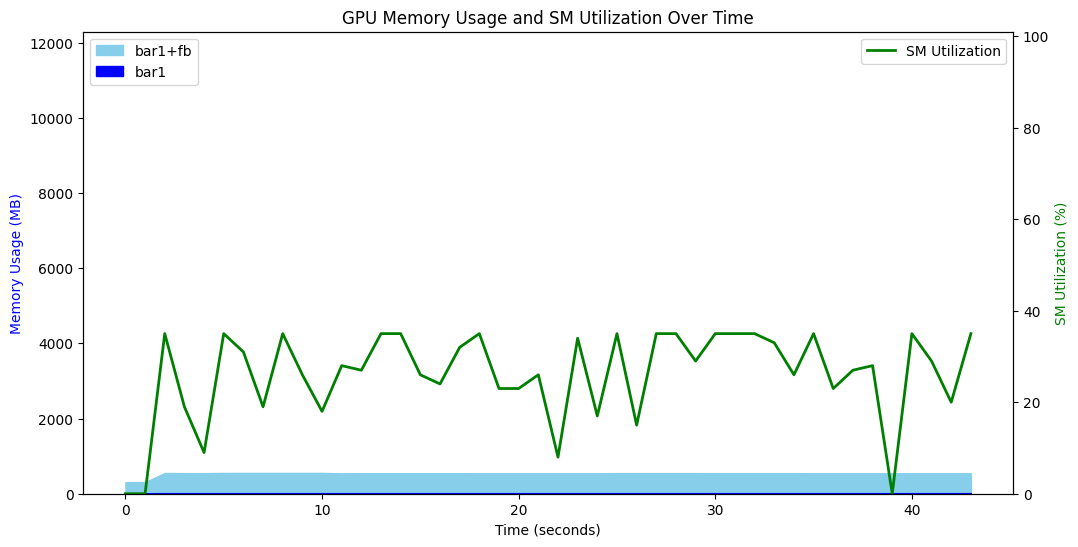 GPU Memory Usage and SM Utilization Over Time
bar1+fb
bar1
SM Utilization
Memory Usage (MB)
12000
10000
8000
6000
4000
2000
0
100
80
60
40
20
0
SM Utilization (%)
0 10 20 30 40
Time (seconds)